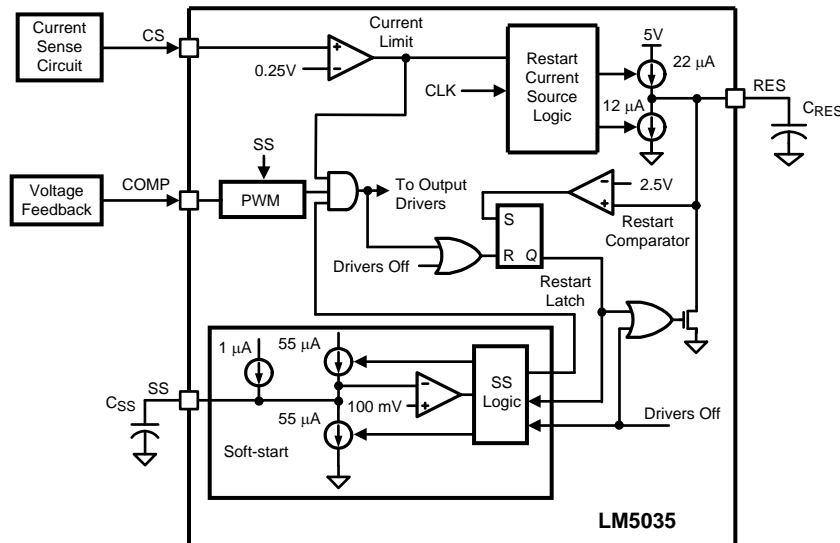 Current
Sense
Circuit
CS
0.25V
Current
Limit
CLK
Restart
Current
Source
Logic
5V
22 μA
12 μA
RES
CRES
Voltage
Feedback
COMP
SS
PWM
To Output
Drivers
2.5V
Restart
Comparator
S
R Q
Drivers Off
Restart
Latch
1 μA
55 μA
SS
CSS
100 mV
55 μA
SS
Logic
Drivers Off
Soft-start
LM5035